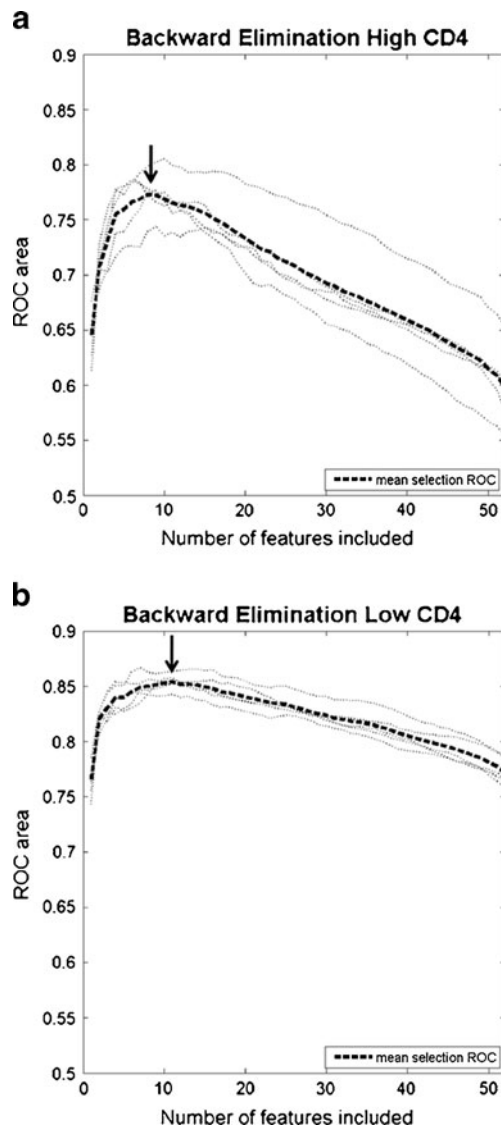 a
Backward Elimination High CD4
0.9
0.85
0.8
0.75
0.7
0.65
0.6
0.55
0.5
ROC area
mean selection ROC
0 10 20 30 40 50
Number of features included
b
Backward Elimination Low CD4
0.9
0.85
0.8
0.75
0.7
0.65
0.6
0.55
0.5
ROC area
mean selection ROC
0 10 20 30 40 50
Number of features included